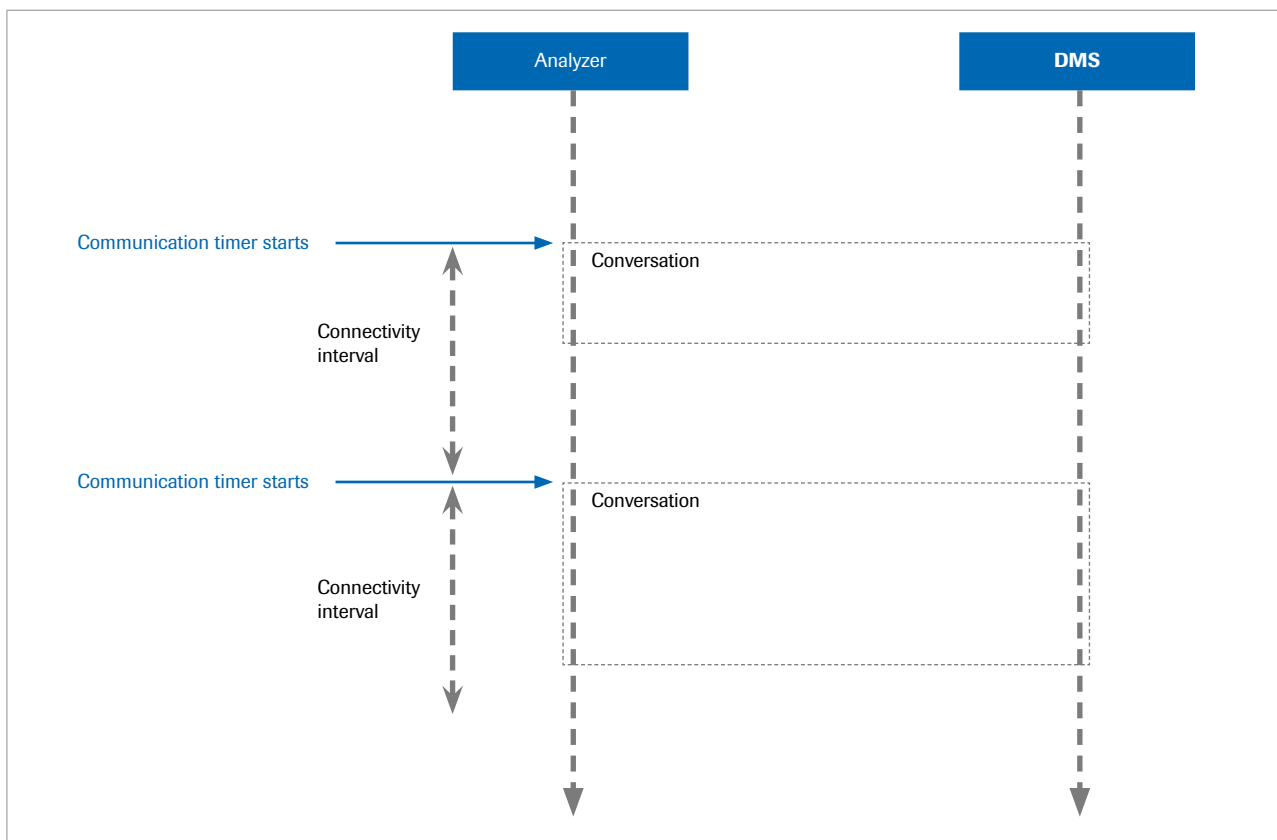 Analyzer
DMS
Communication timer starts
Conversation
Connectivity
interval
Communication timer starts
Conversation
Connectivity
interval